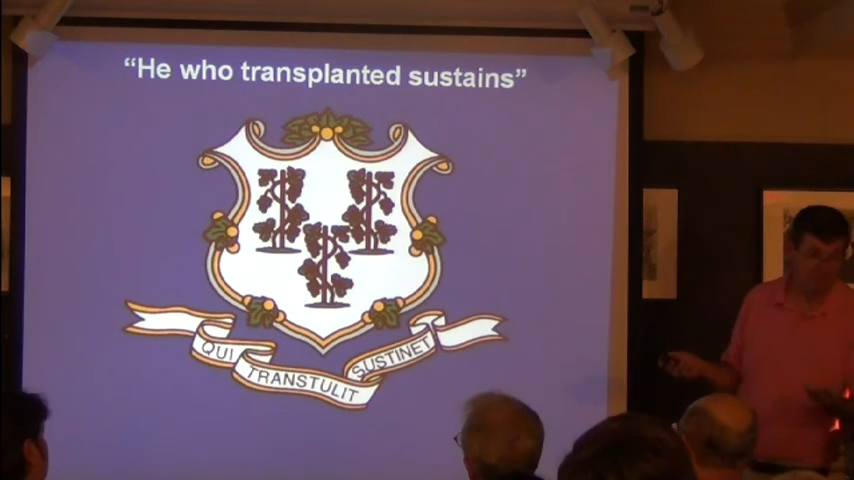 “He who transplanted sustains”
QUI
TRANSTULIT
SUSTINET